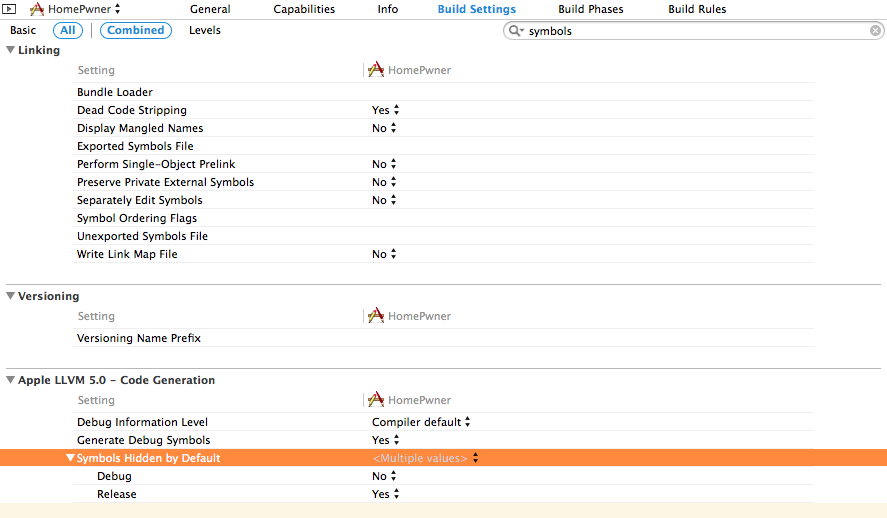 HomePwner General Capabilities Info Build Settings Build Phases Build Rules
Basic All Combined Levels symbols
Linking
Setting HomePwner
Bundle Loader
Dead Code Stripping Yes
Display Mangled Names No
Exported Symbols File
Perform Single-Object Prelink No
Preserve Private External Symbols No
Separately Edit Symbols No
Symbol Ordering Flags
Unexported Symbols File
Write Link Map File No
Versioning
Setting HomePwner
Versioning Name Prefix
Apple LLVM 5.0 - Code Generation
Setting HomePwner
Debug Information Level Compiler default
Generate Debug Symbols Yes
Symbols Hidden by Default <Multiple values>
Debug No
Release Yes